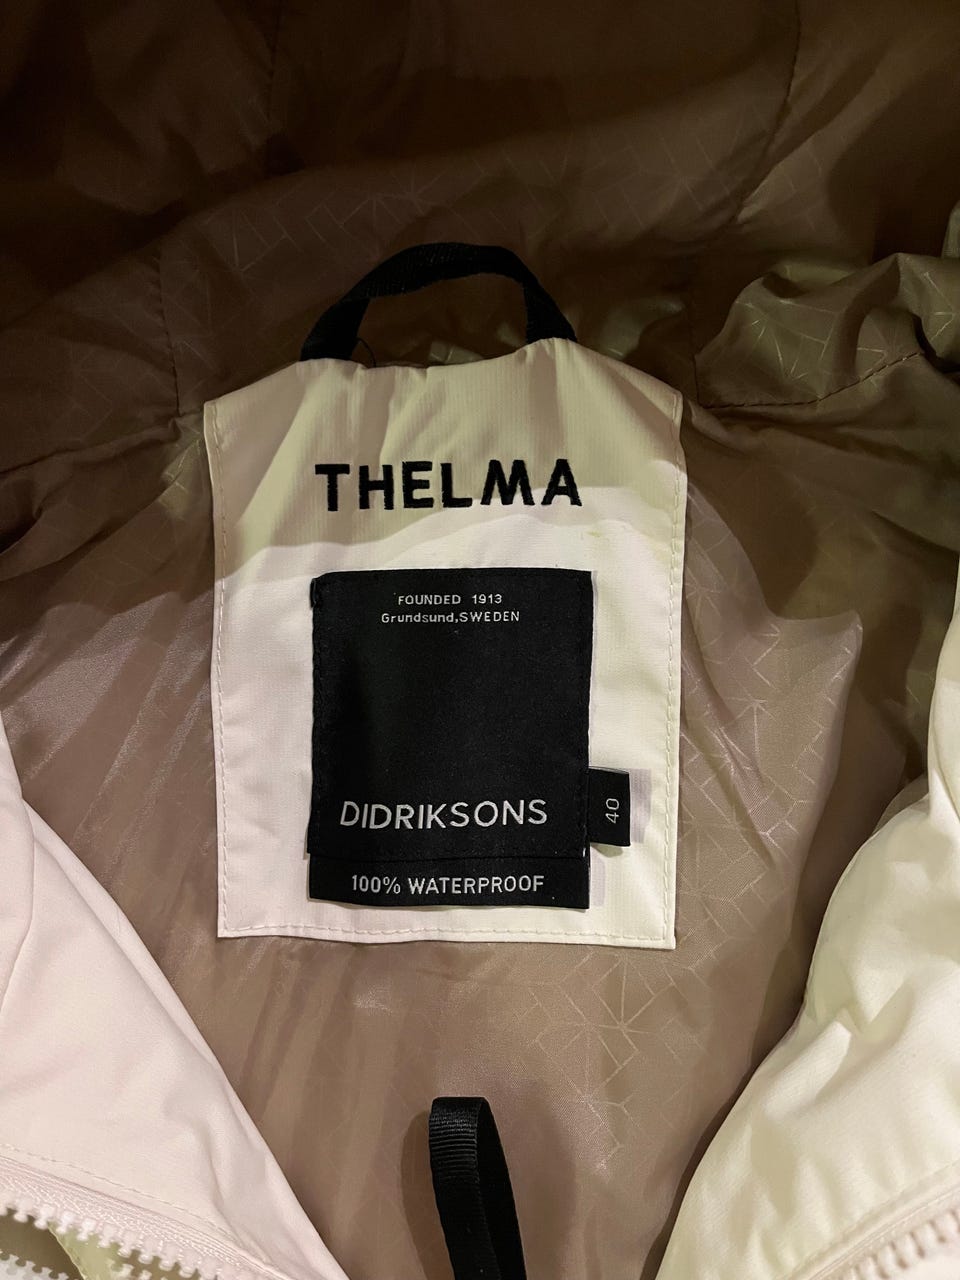 THELMA
FOUNDED 1913
Grundsund,SWEDEN
DIDRIKSONS
40
100% WATERPROOF